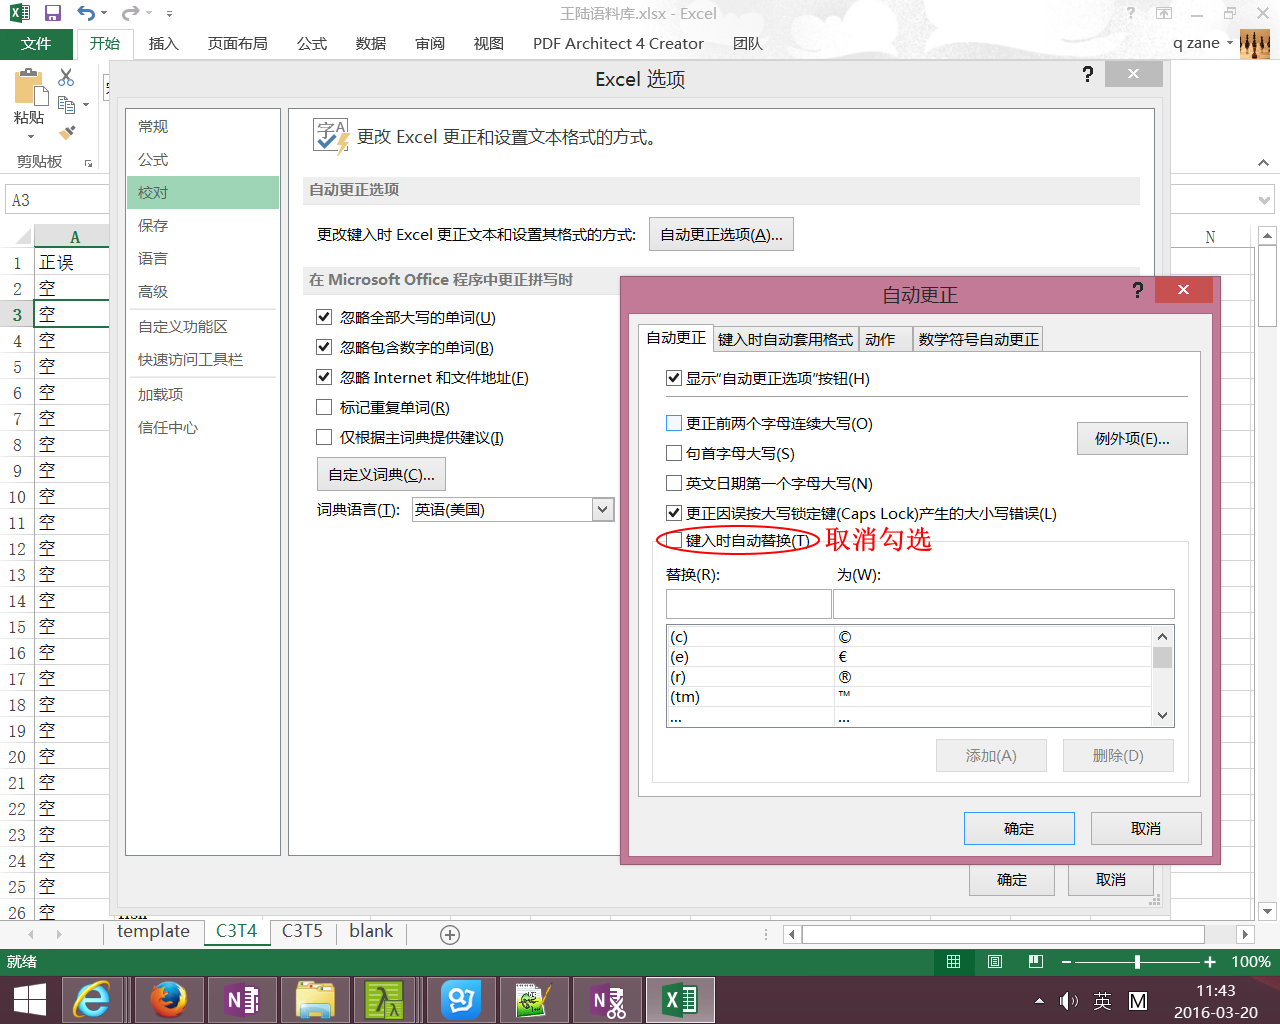 王陆语料库.xlsx - Excel
文件 开始 插入 页面布局 公式 数据 审阅 视图 PDF Architect 4 Creator 团队 q zane
粘贴
剪贴板
Excel 选项
常规
公式
校对
保存
语言
高级
自定义功能区
快速访问工具栏
加载项
信任中心
更改 Excel 更正和设置文本格式的方式。
自动更正选项
更改键入时 Excel 更正文本和设置其格式的方式: 自动更正选项(A)...
在 Microsoft Office 程序中更正拼写时
忽略全部大写的单词(U)
忽略包含数字的单词(B)
忽略 Internet 和文件地址(F)
标记重复单词(R)
仅根据主词典提供建议(I)
自定义词典(C)...
词典语言(T): 英语(美国)
确定 取消
自动更正
自动更正 键入时自动套用格式 动作 数学符号自动更正
显示“自动更正选项”按钮(H)
更正前两个字母连续大写(O)
例外项(E)...
句首字母大写(S)
英文日期第一个字母大写(N)
更正因误按大写锁定键(Caps Lock)产生的大小写错误(L)
键入时自动替换(T) 取消勾选
替换(R): 为(W):
(c) ©
(e) €
(r) ®
(tm) ™
... ...
添加(A) 删除(D)
确定 取消
A3
A N
1 正误
2 空
3 空
4 空
5 空
6 空
7 空
8 空
9 空
10 空
11 空
12 空
13 空
14 空
15 空
16 空
17 空
18 空
19 空
20 空
21 空
22 空
23 空
24 空
25 空
26 空
template C3T4 C3T5 blank
就绪 100%
英 M
11:43
2016-03-20